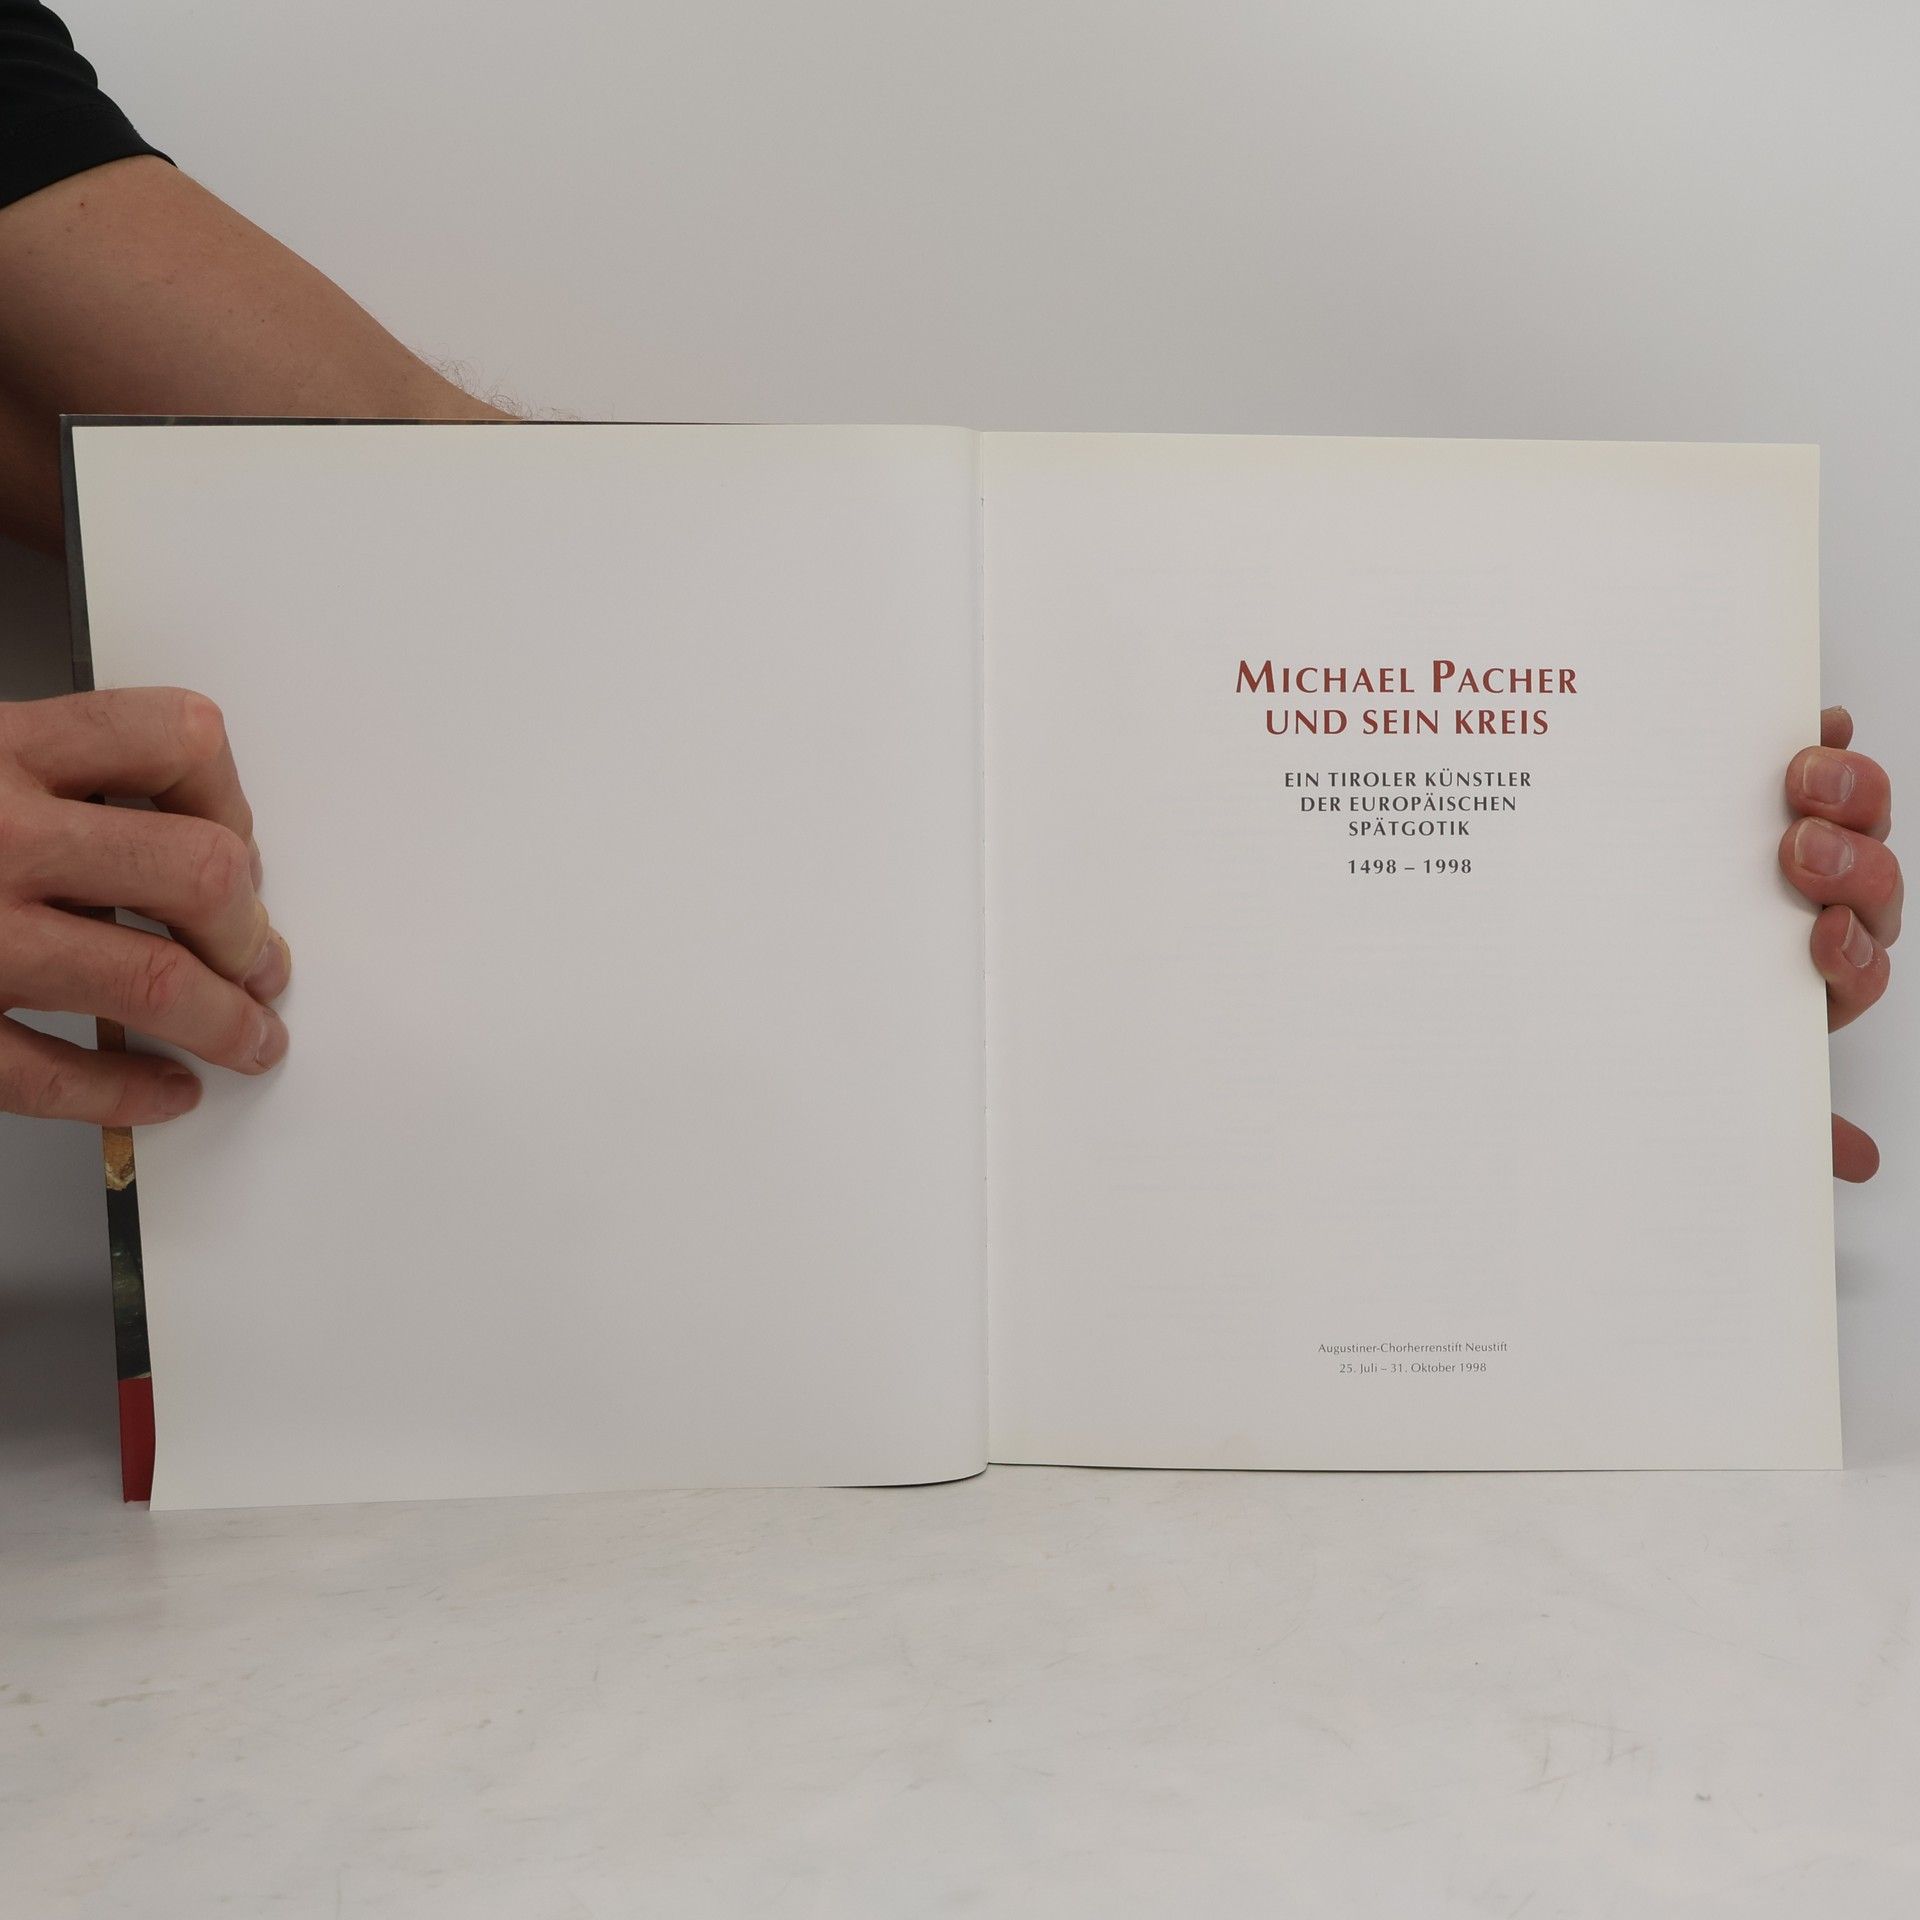 MICHAEL PACHER
UND SEIN KREIS
EIN TIROLER KÜNSTLER
DER EUROPÄISCHEN
SPÄTGOTIK
1498 – 1998
Augustiner-Chorherrenstift Neustift
25. Juli – 31. Oktober 1998